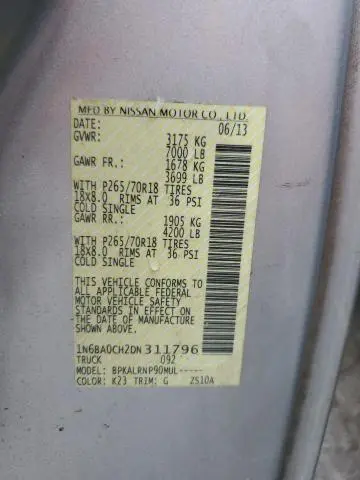 MFD BY NISSAN MOTOR CO., LTD.
DATE: 06/13
GVWR: 3175 KG
7000 LB
GAWR FR.: 1678 KG
3699 LB
WITH P265/70R18 TIRES
18X8.0 RIMS AT 36 PSI
COLD SINGLE
GAWR RR: 1905 KG
4200 LB
WITH P265/70R18 TIRES
18X8.0 RIMS AT 36 PSI
COLD SINGLE
THIS VEHICLE CONFORMS TO
ALL APPLICABLE FEDERAL
MOTOR VEHICLE SAFETY
STANDARDS IN EFFECT
ON THE DATE OF
MANUFACTURE SHOWN ABOVE
1N6BA0CH2DN311796
TRUCK 092
MODEL: BPKALRNP90MUL-----
COLOR: K23 TRIM: G ZS10A